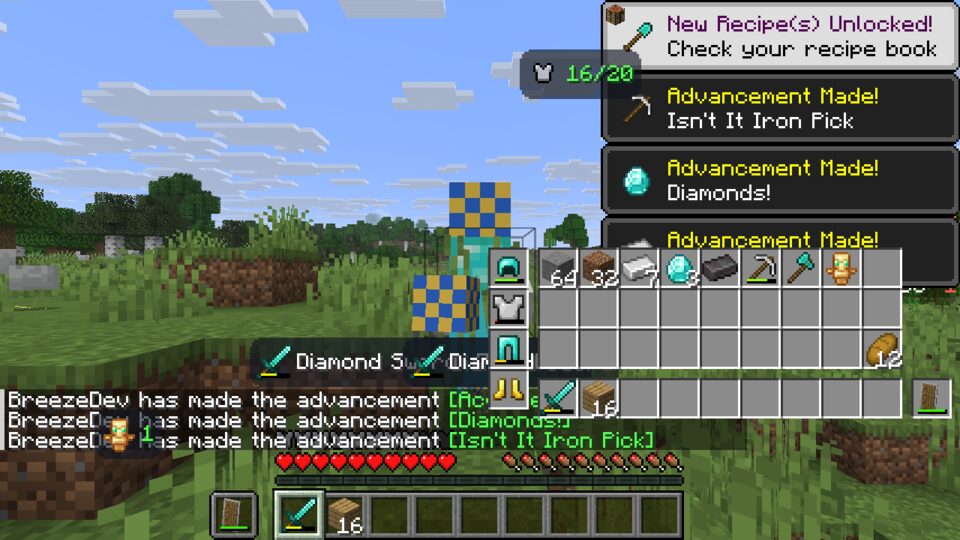 New Recipe(s) Unlocked!
Check your recipe book
16/20
Advancement Made!
Isn't It Iron Pick
Advancement Made!
Diamonds!
Advancement Made!
64
32
7
3
12
Diamond
BreezeDev has made the advancement
BreezeDev has made the advancement [Diamonds!]
has made the advancement [Isn't It Iron Pick]
1
16
16